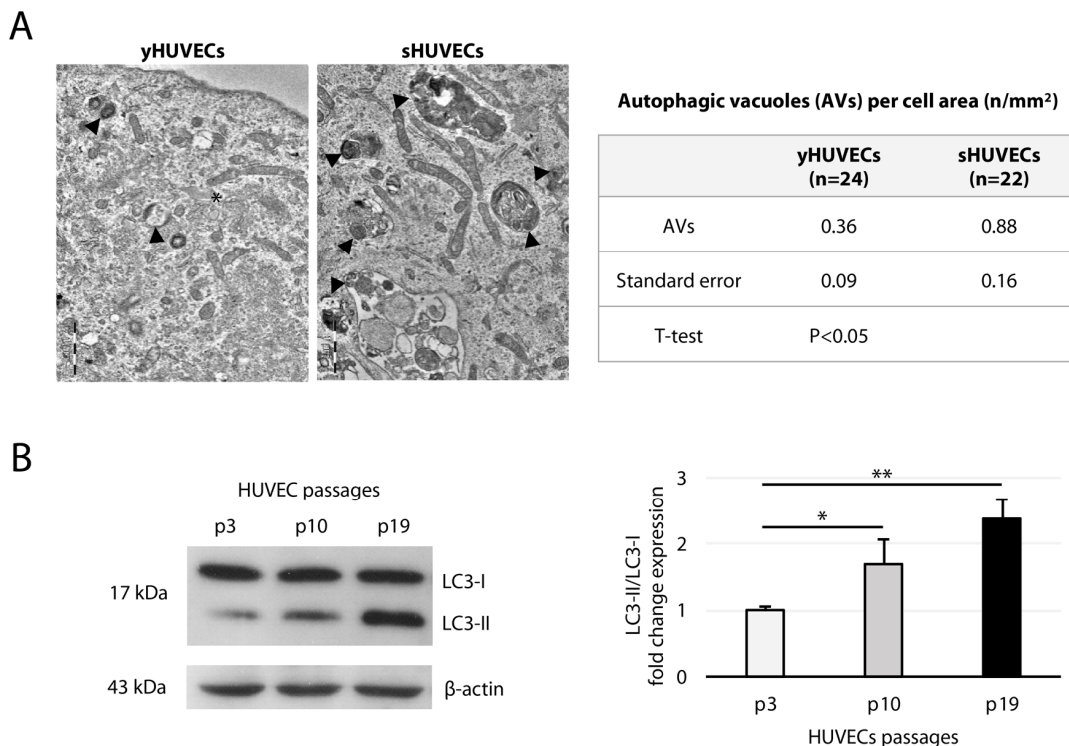 A
yHUVECs
sHUVECs
*
Autophagic vacuoles (AVs) per cell area (n/mm²)
yHUVECs sHUVECs
(n=24) (n=22)
AVs 0.36 0.88
Standard error 0.09 0.16
T-test P<0.05
B
HUVEC passages
p3 p10 p19
17 kDa
LC3-I
LC3-II
43 kDa
β-actin
LC3-II/LC3-I
fold change expression
3
2
1
0
*
**
p3 p10 p19
HUVECs passages